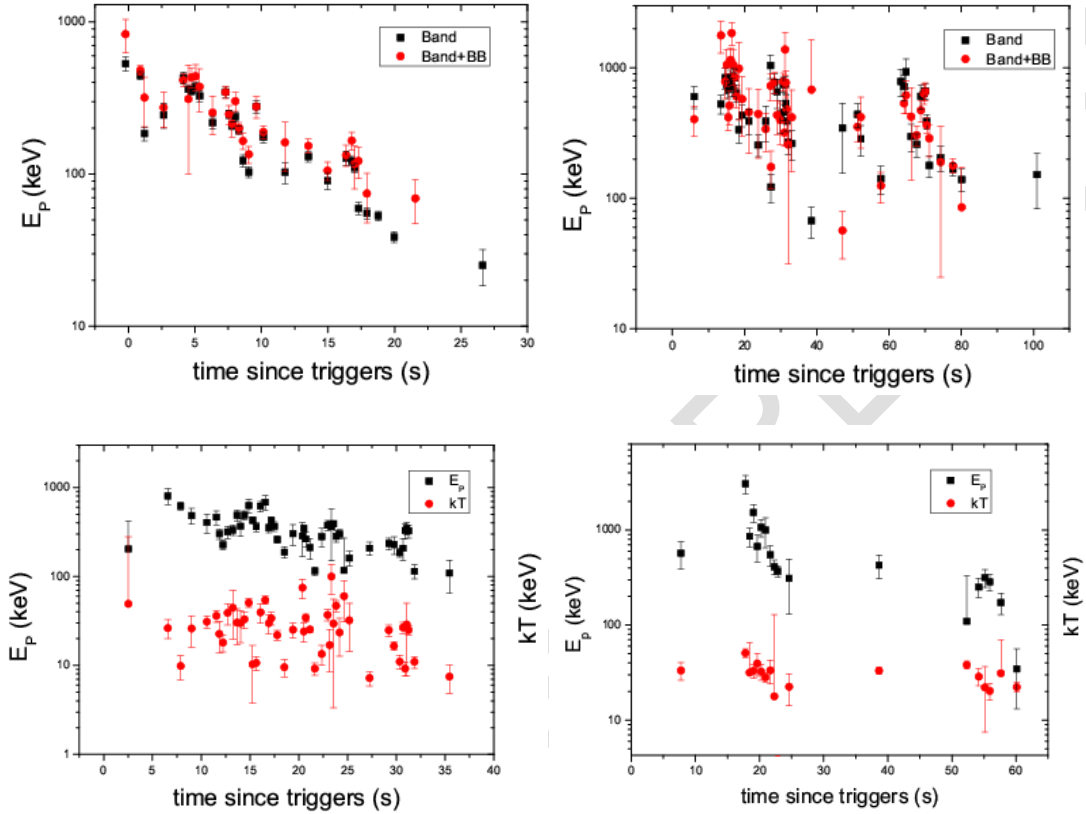 1000
100
10
E_P (keV)
Band
Band+BB
0 5 10 15 20 25 30
time since triggers (s)
1000
100
10
E_P (keV)
Band
Band+BB
0 20 40 60 80 100
time since triggers (s)
1000
100
10
1
E_P (keV)
E_P
kT
kT (keV)
0 5 10 15 20 25 30 35 40
time since triggers (s)
1000
100
10
E_P (keV)
E_P
kT
kT (keV)
0 10 20 30 40 50 60
time since triggers (s)